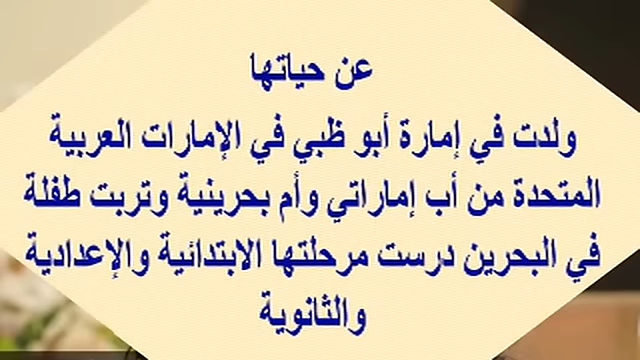 عن حياتها
ولدت في إمارة أبو ظبي في الإمارات العربية
المتحدة من أب إماراتي وأم بحرينية وتربت طفلة
في البحرين درست مرحلتها الابتدائية والإعدادية
والثانوية